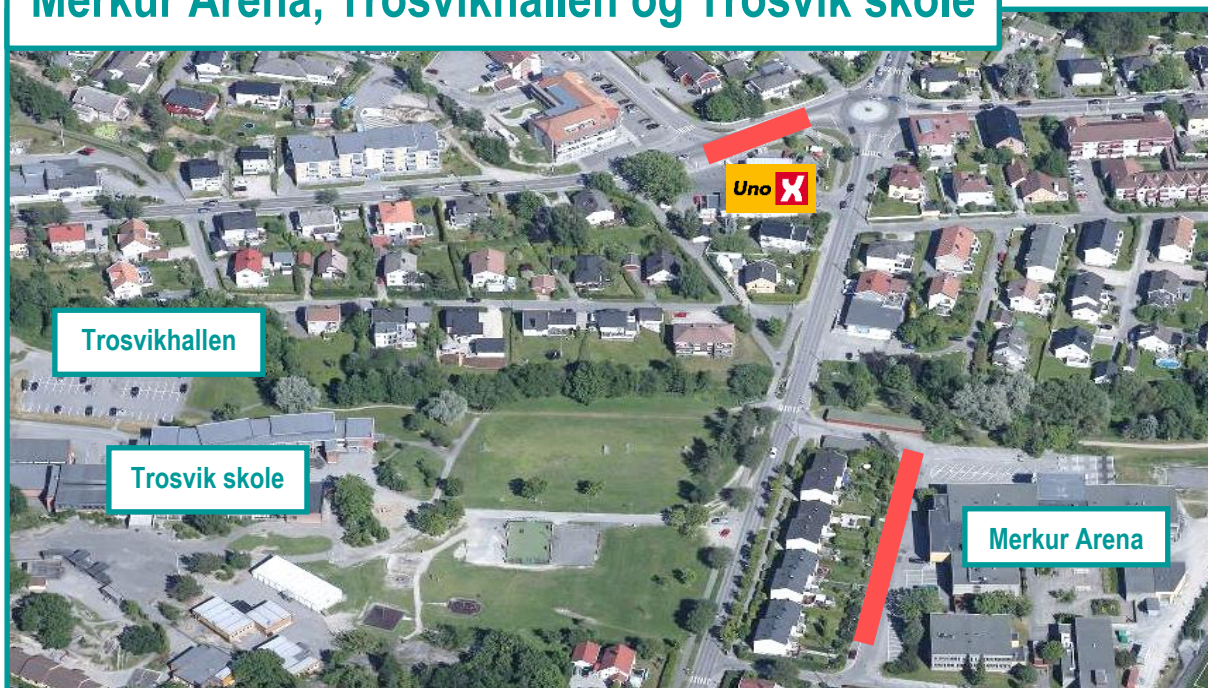 Merkur Arena, Trosvikhallen og Trosvik skole
Uno X
Trosvikhallen
Trosvik skole
Merkur Arena